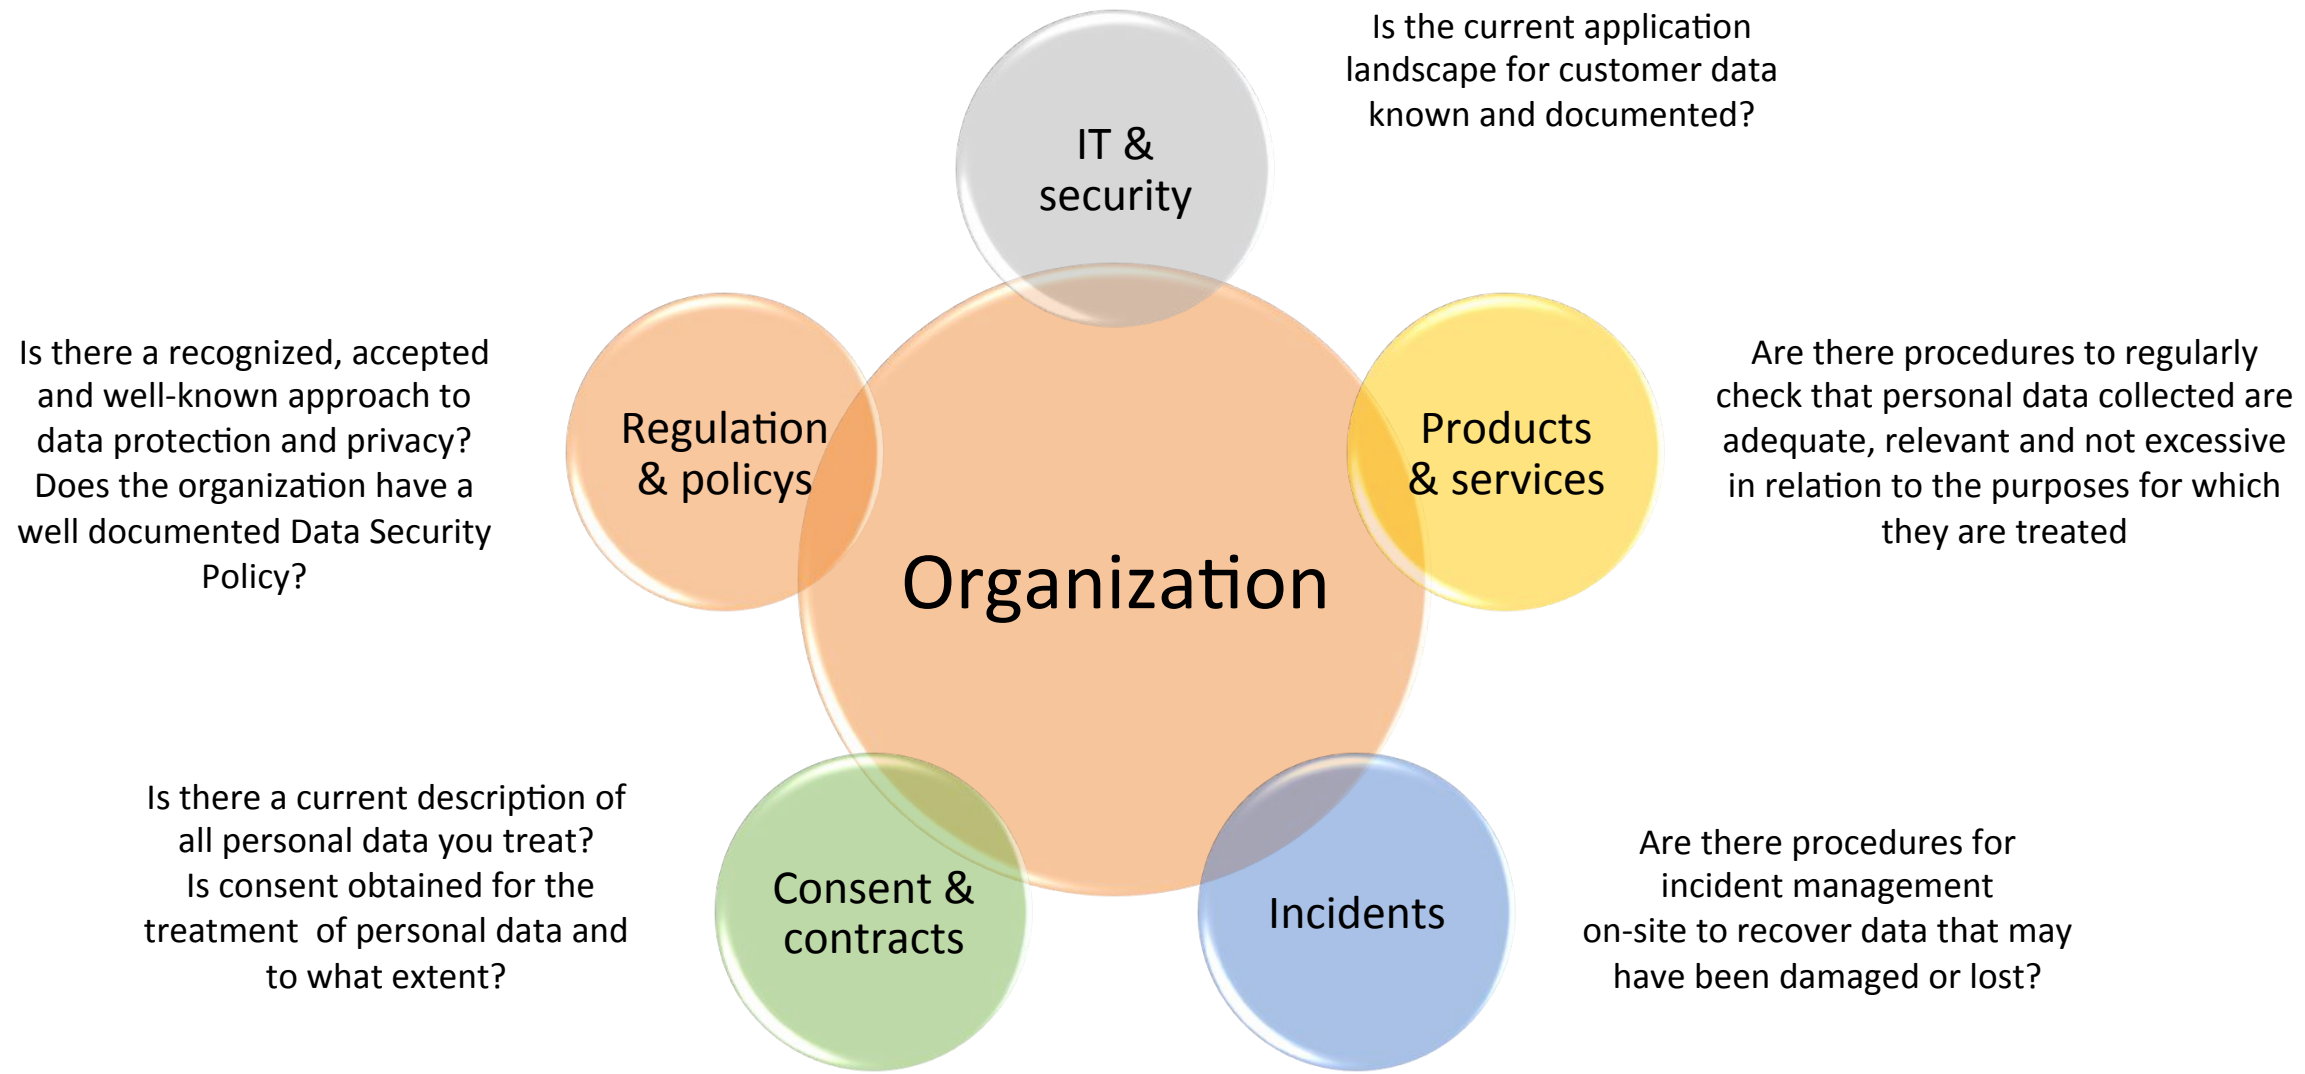 Is the current application
landscape for customer data
known and documented?
IT &
security
Is there a recognized, accepted
and well-known approach to
data protection and privacy?
Does the organization have a
well documented Data Security
Policy?
Regulation
& policys
Products
& services
Are there procedures to regularly
check that personal data collected are
adequate, relevant and not excessive
in relation to the purposes for which
they are treated
Organization
Is there a current description of
all personal data you treat?
Is consent obtained for the
treatment  of personal data and
to what extent?
Consent &
contracts
Incidents
Are there procedures for
incident management
on-site to recover data that may
have been damaged or lost?